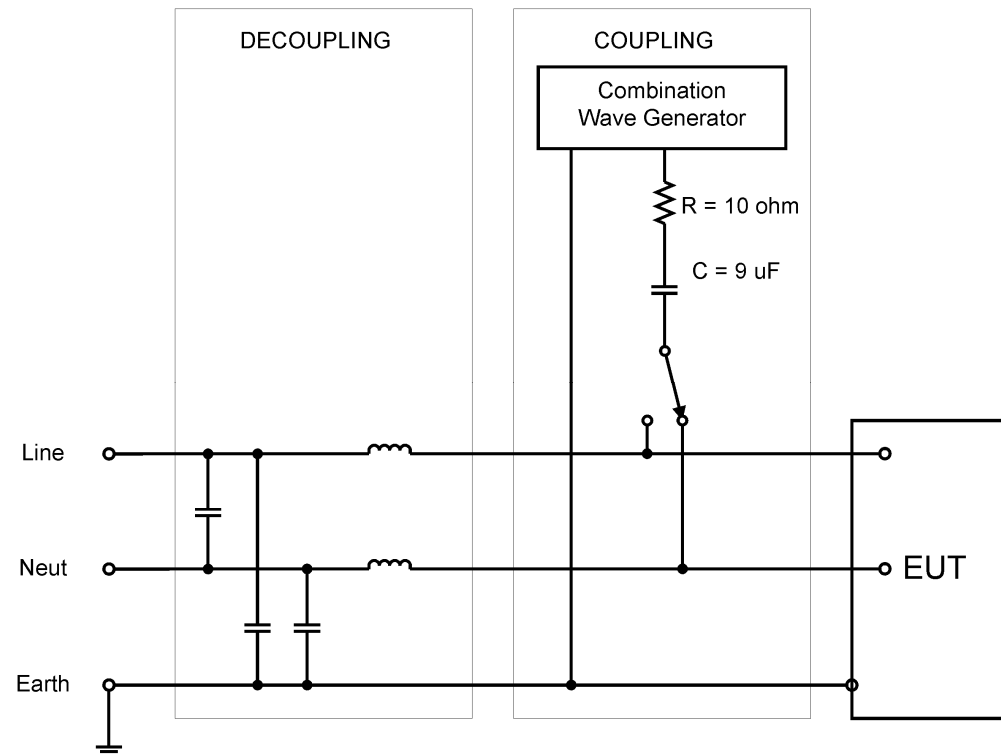 DECOUPLING
COUPLING
Combination
Wave Generator
R = 10 ohm
C = 9 uF
Line
Neut
EUT
Earth